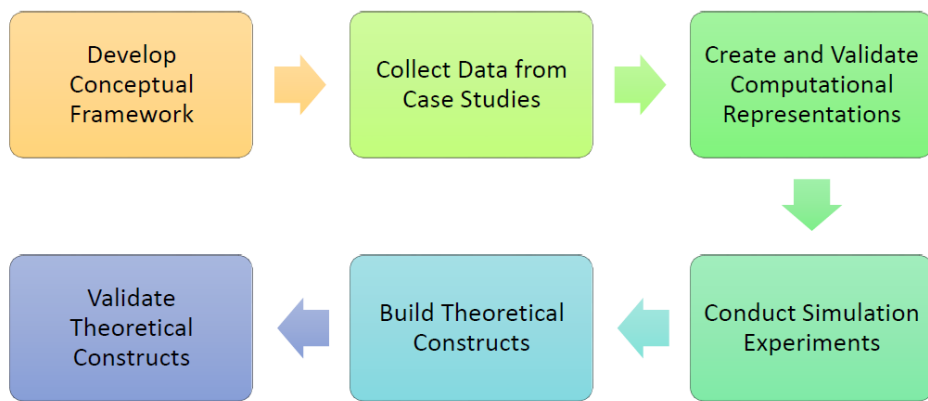 Develop
Conceptual
Framework
Collect Data from
Case Studies
Create and Validate
Computational
Representations
Conduct Simulation
Experiments
Build Theoretical
Constructs
Validate
Theoretical
Constructs